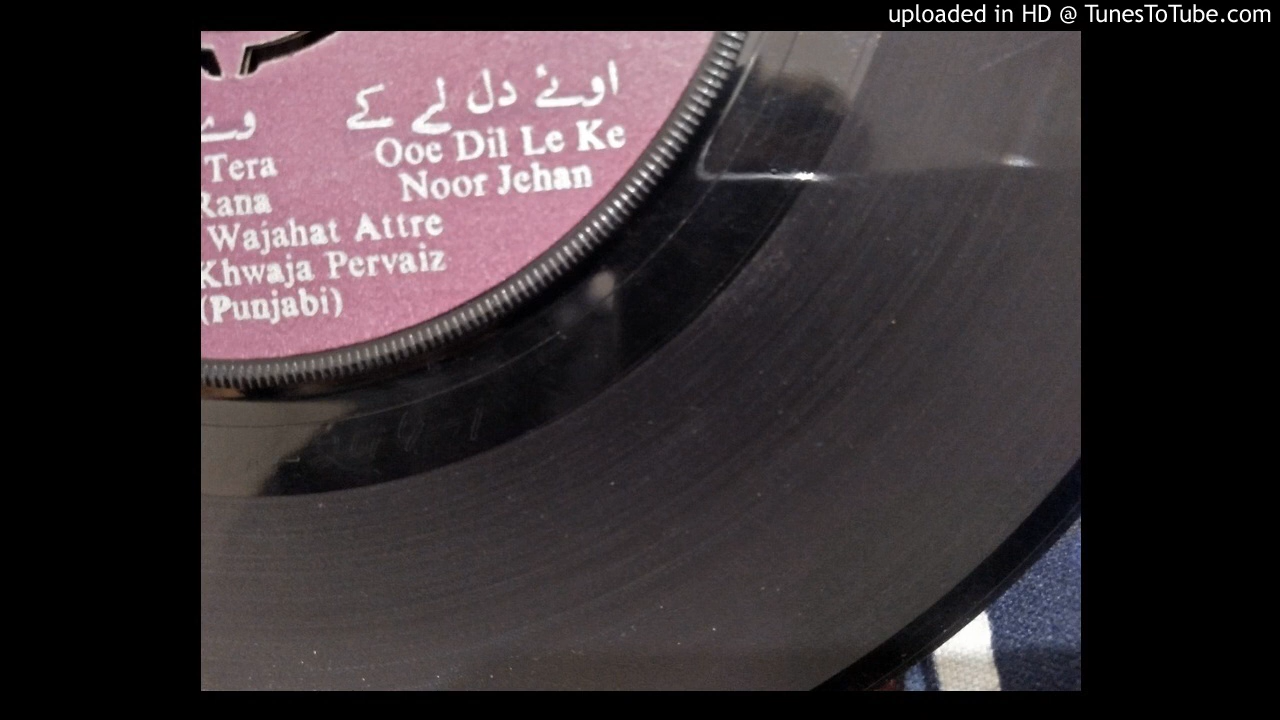 uploaded in HD @ TunesToTube.com
اوئے دل لے کے
وے
Ooe Dil Le Ke
Tera
Noor Jehan
Rana
Wajahat Attre
Khwaja Pervaiz
(Punjabi)